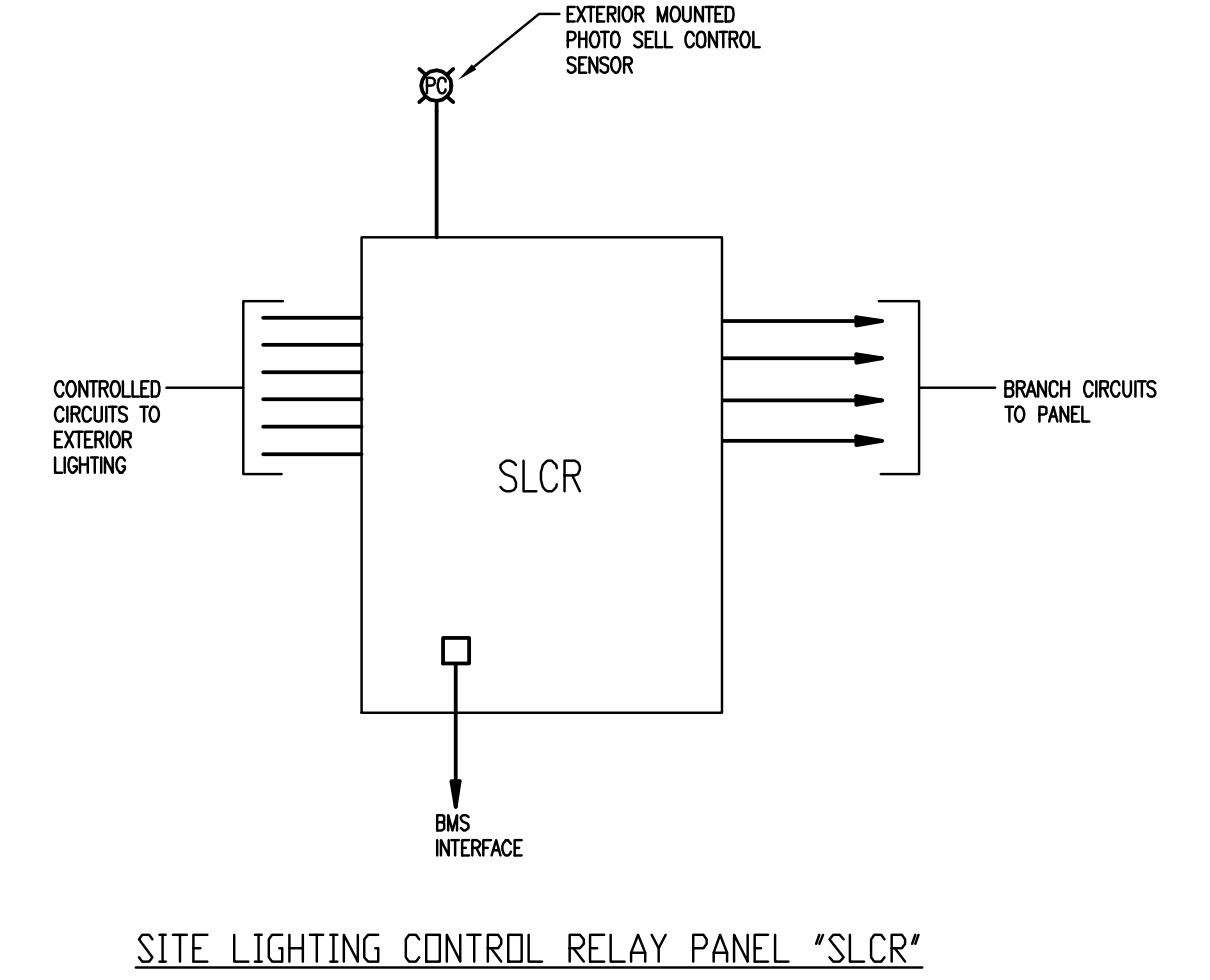 EXTERIOR MOUNTED
PHOTO SELL CONTROL
SENSOR
PC
CONTROLLED
CIRCUITS TO
EXTERIOR
LIGHTING
BRANCH CIRCUITS
TO PANEL
SLCR
BMS
INTERFACE
SITE LIGHTING CONTROL RELAY PANEL "SLCR"